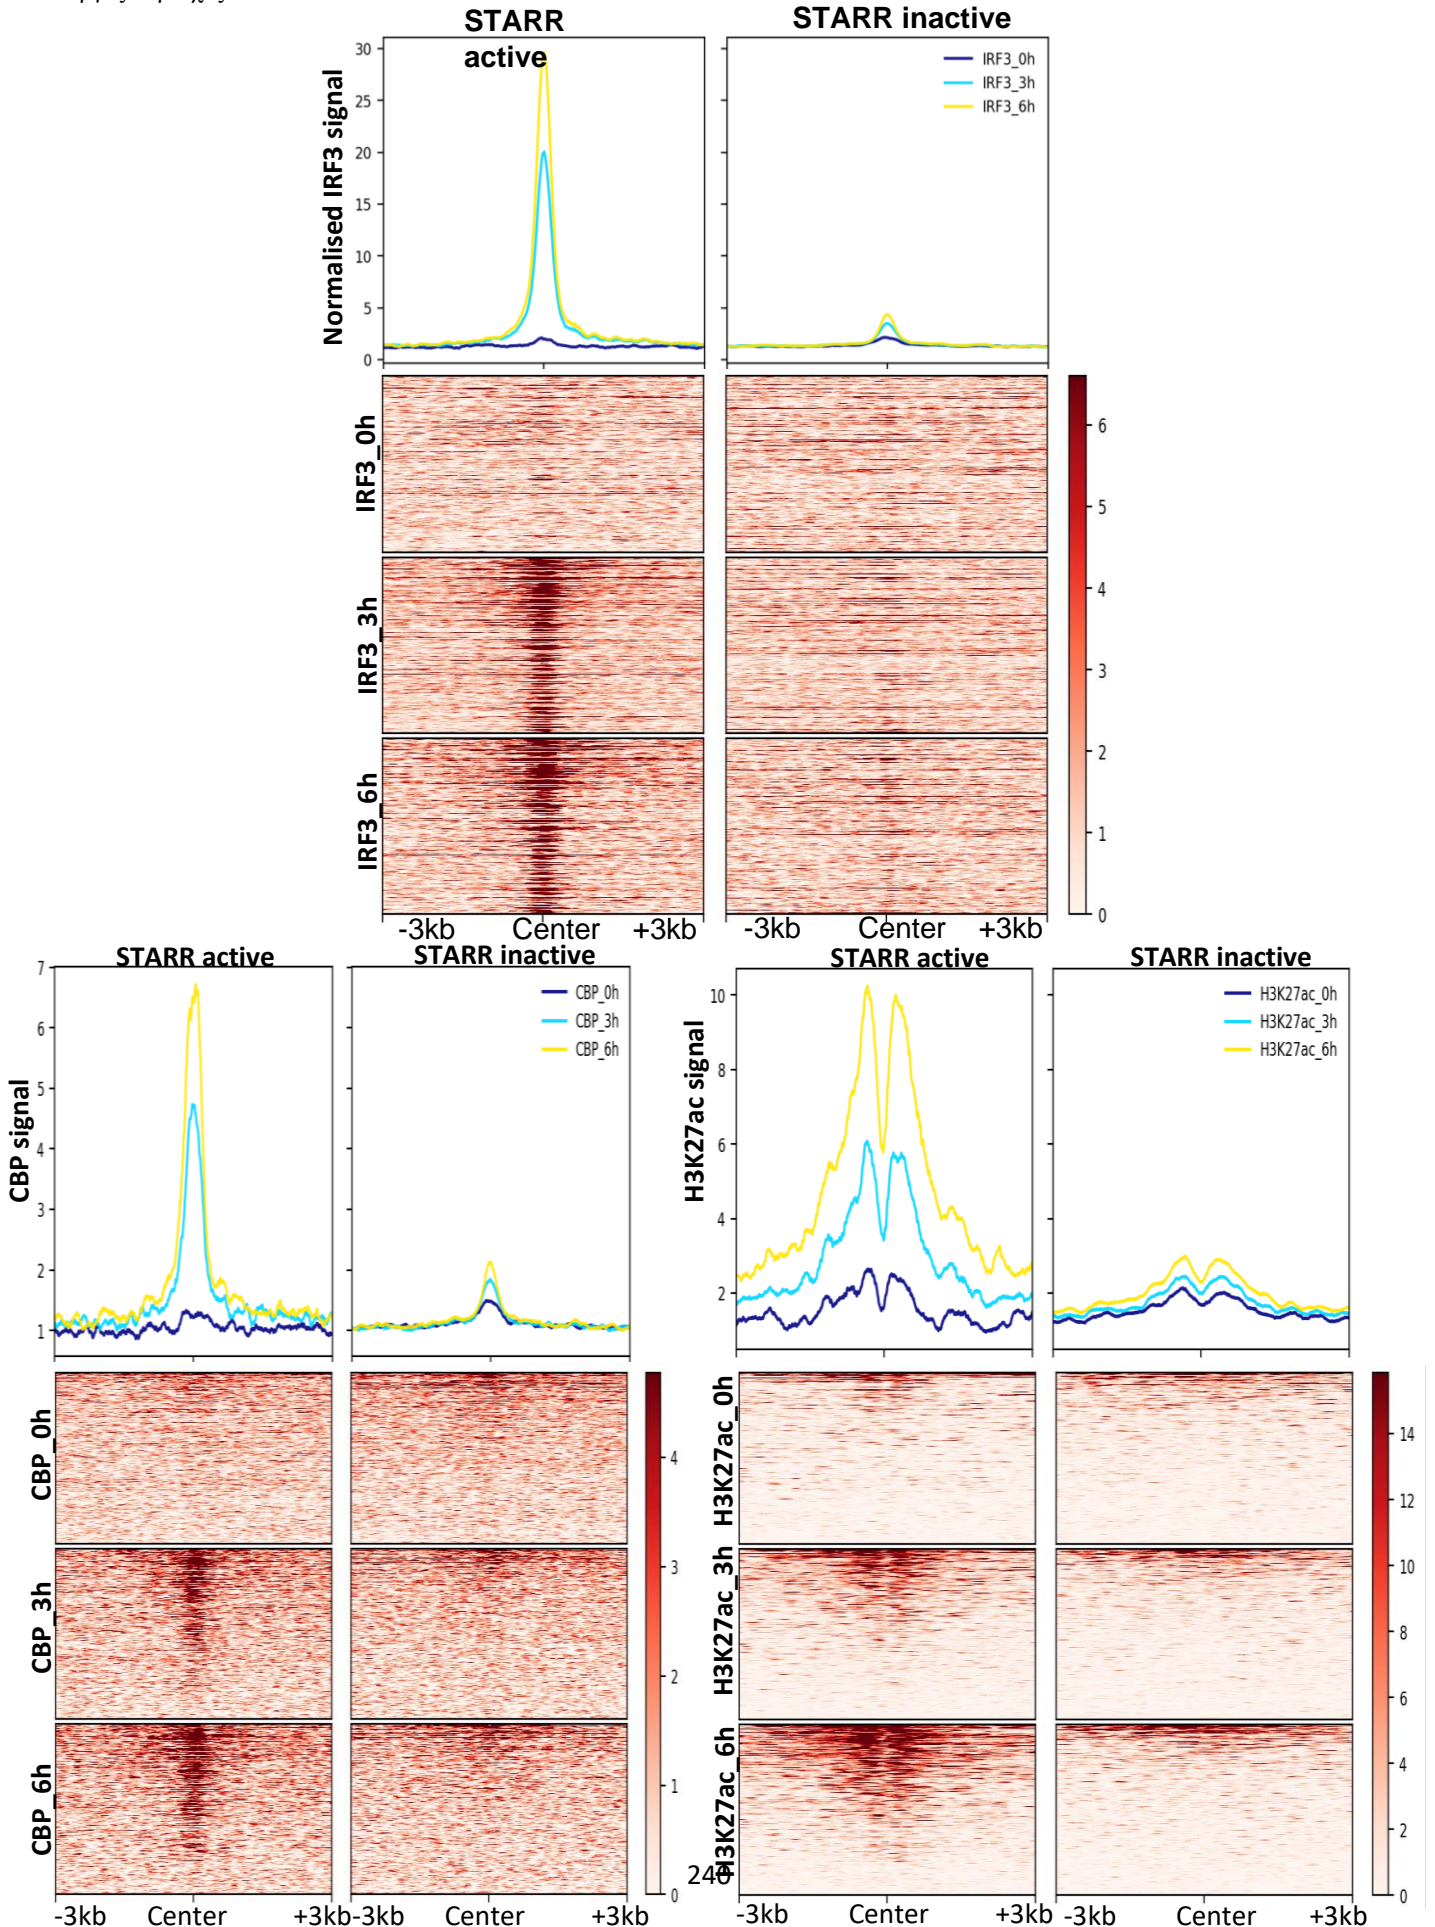 STARR
active
STARR inactive
Normalised IRF3 signal
30
25
20
15
10
5
0
IRF3_0h
IRF3_3h
IRF3_6h
IRF3_0h
IRF3_3h
IRF3_6h
6
5
4
3
2
1
0
-3kb Center +3kb
-3kb Center +3kb
STARR active
STARR inactive
CBP signal
7
6
5
4
3
2
1
CBP_0h
CBP_3h
CBP_6h
CBP_0h
CBP_3h
CBP_6h
4
3
2
1
0
-3kb Center +3kb
-3kb Center +3kb
STARR active
STARR inactive
H3K27ac signal
10
8
6
4
2
H3K27ac_0h
H3K27ac_3h
H3K27ac_6h
H3K27ac_0h
H3K27ac_3h
H3K27ac_6h
14
12
10
8
6
4
2
0
-3kb Center +3kb
-3kb Center +3kb